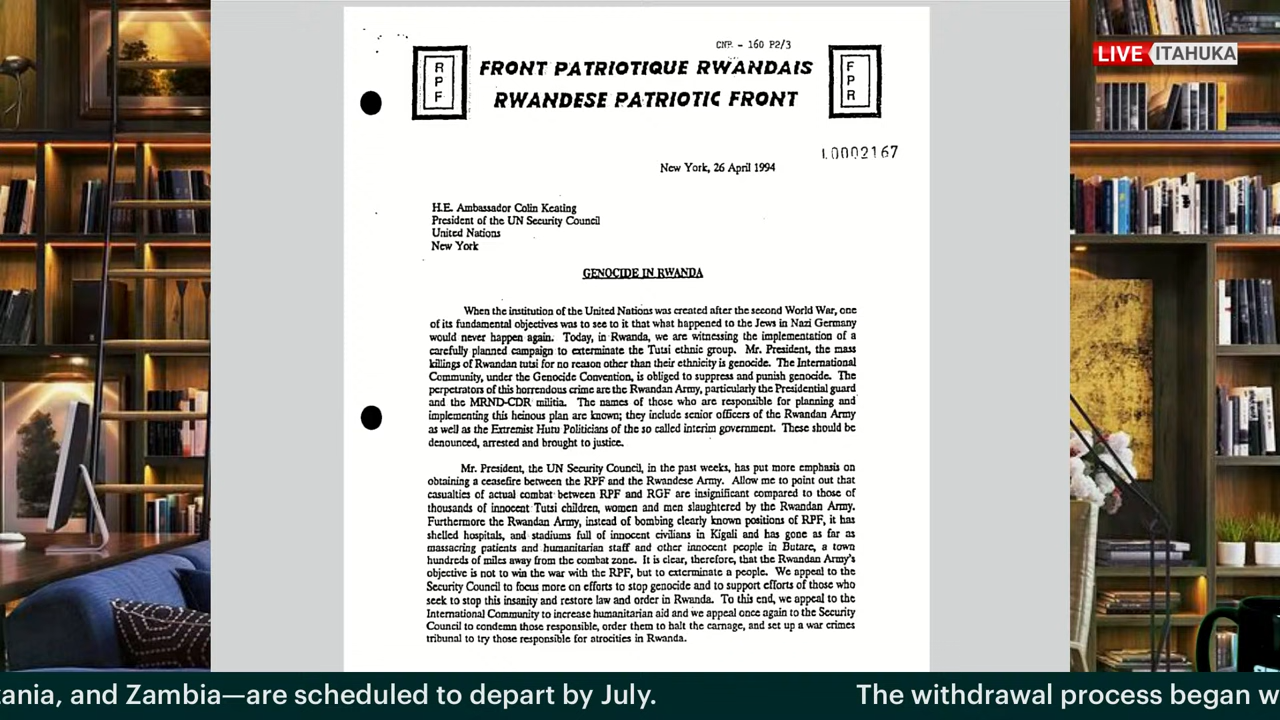 CNP. - 160 P2/3
RPF
FRONT PATRIOTIQUE RWANDAIS
RWANDESE PATRIOTIC FRONT
FPR
LIVE ITAHUKA
L0002167
New York, 26 April 1994
H.E. Ambassador Colin Keating
President of the UN Security Council
United Nations
New York
GENOCIDE IN RWANDA
When the institution of the United Nations was created after the second World War, one
of its fundamental objectives was to see to it that what happened to the Jews in Nazi Germany
would never happen again. Today, in Rwanda, we are witnessing the implementation of a
carefully planned campaign to exterminate the Tutsi ethnic group. Mr. President, the mass
killings of Rwandan tutsi for no reason other than their ethnicity is genocide. The International
Community, under the Genocide Convention, is obliged to suppress and punish genocide. The
perpetrators of this horrendous crime are the Rwandan Army, particularly the Presidential guard
and the MRND-CDR militia. The names of those who are responsible for planning and
implementing this heinous plan are known; they include senior officers of the Rwandan Army
as well as the Extremist Hutu Politicians of the so called interim government. These should be
denounced, arrested and brought to justice.
Mr. President, the UN Security Council, in the past weeks, has put more emphasis on
obtaining a ceasefire between the RPF and the Rwandese Army. Allow me to point out that
casualties of actual combat between RPF and RGF are insignificant compared to those of
thousands of innocent Tutsi children, women and men slaughtered by the Rwandan Army.
Furthermore the Rwandan Army, instead of bombing clearly known positions of RPF, it has
shelled hospitals, and stadiums full of innocent civilians in Kigali and has gone as far as
massacring patients and humanitarian staff and other innocent people in Butare, a town
hundreds of miles away from the combat zone. It is clear, therefore, that the Rwandan Army's
objective is not to win the war with the RPF, but to exterminate a people. We appeal to the
Security Council to focus more on efforts to stop genocide and to support efforts of those who
seek to stop this insanity and restore law and order in Rwanda. To this end, we appeal to the
International Community to increase humanitarian aid and we appeal once again to the Security
Council to condemn those responsible, order them to halt the carnage, and set up a war crimes
tribunal to try those responsible for atrocities in Rwanda.
zania, and Zambia—are scheduled to depart by July. The withdrawal process began w